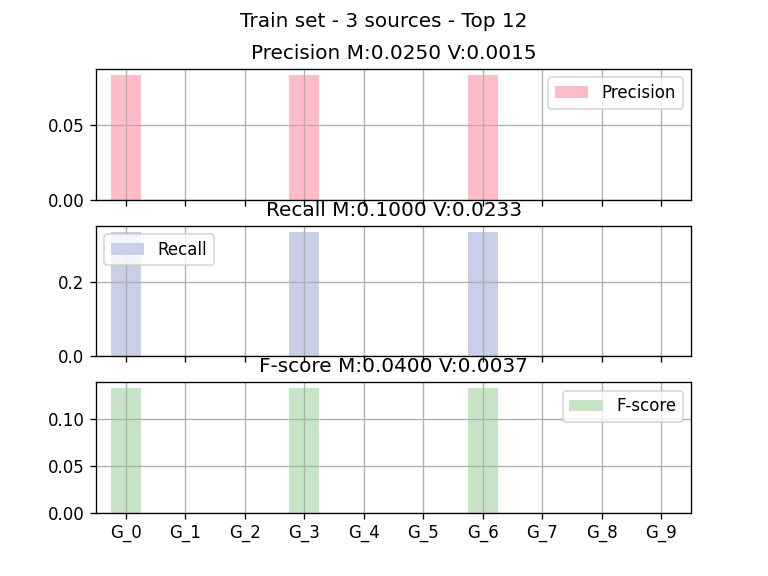 Train set - 3 sources - Top 12
Precision M:0.0250 V:0.0015
0.05
0.00
Precision
Recall M:0.1000 V:0.0233
0.2
0.0
Recall
F-score M:0.0400 V:0.0037
0.10
0.05
0.00
F-score
G_0 G_1 G_2 G_3 G_4 G_5 G_6 G_7 G_8 G_9